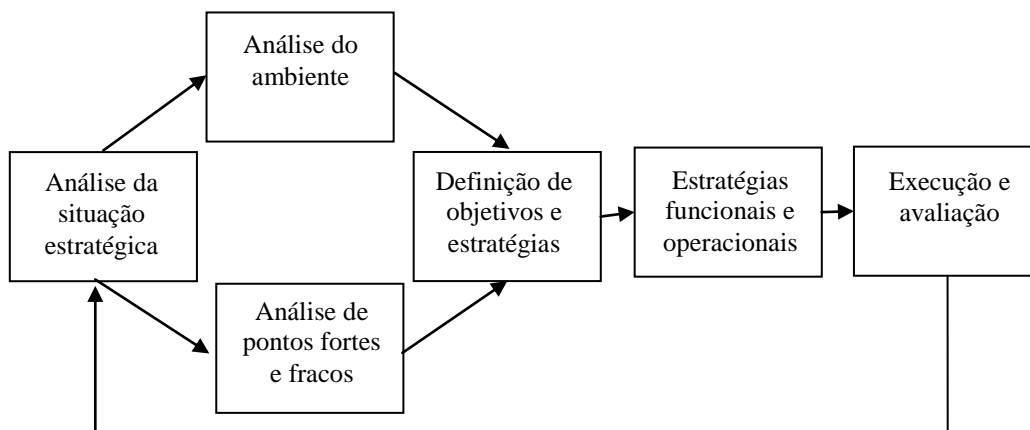 Análise do
ambiente
Análise da
situação
estratégica
Análise de
pontos fortes
e fracos
Definição de
objetivos e
estratégias
Estratégias
funcionais e
operacionais
Execução e
avaliação